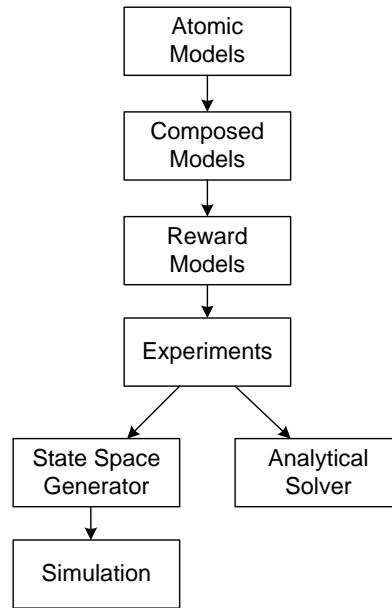 Atomic
Models
Composed
Models
Reward
Models
Experiments
State Space
Generator
Analytical
Solver
Simulation